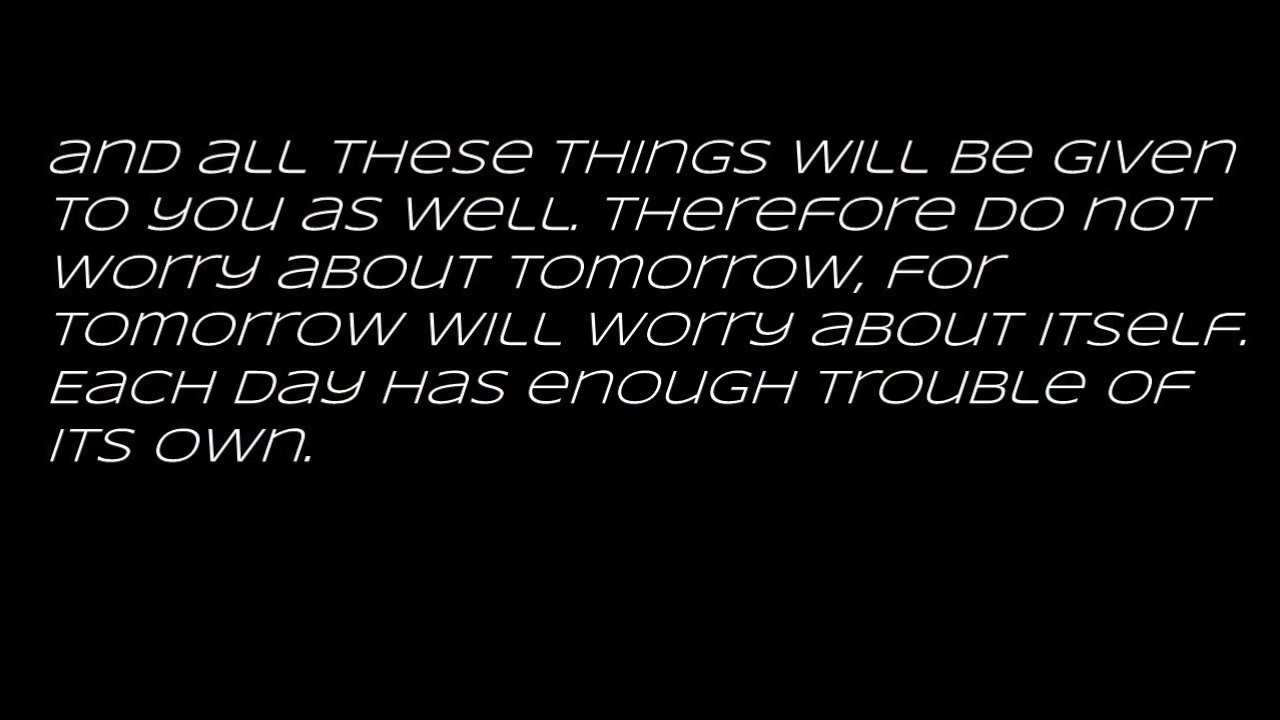 and all these things will be given
to you as well. Therefore do not
worry about tomorrow, for
tomorrow will worry about itself.
Each day has enough trouble of
its own.